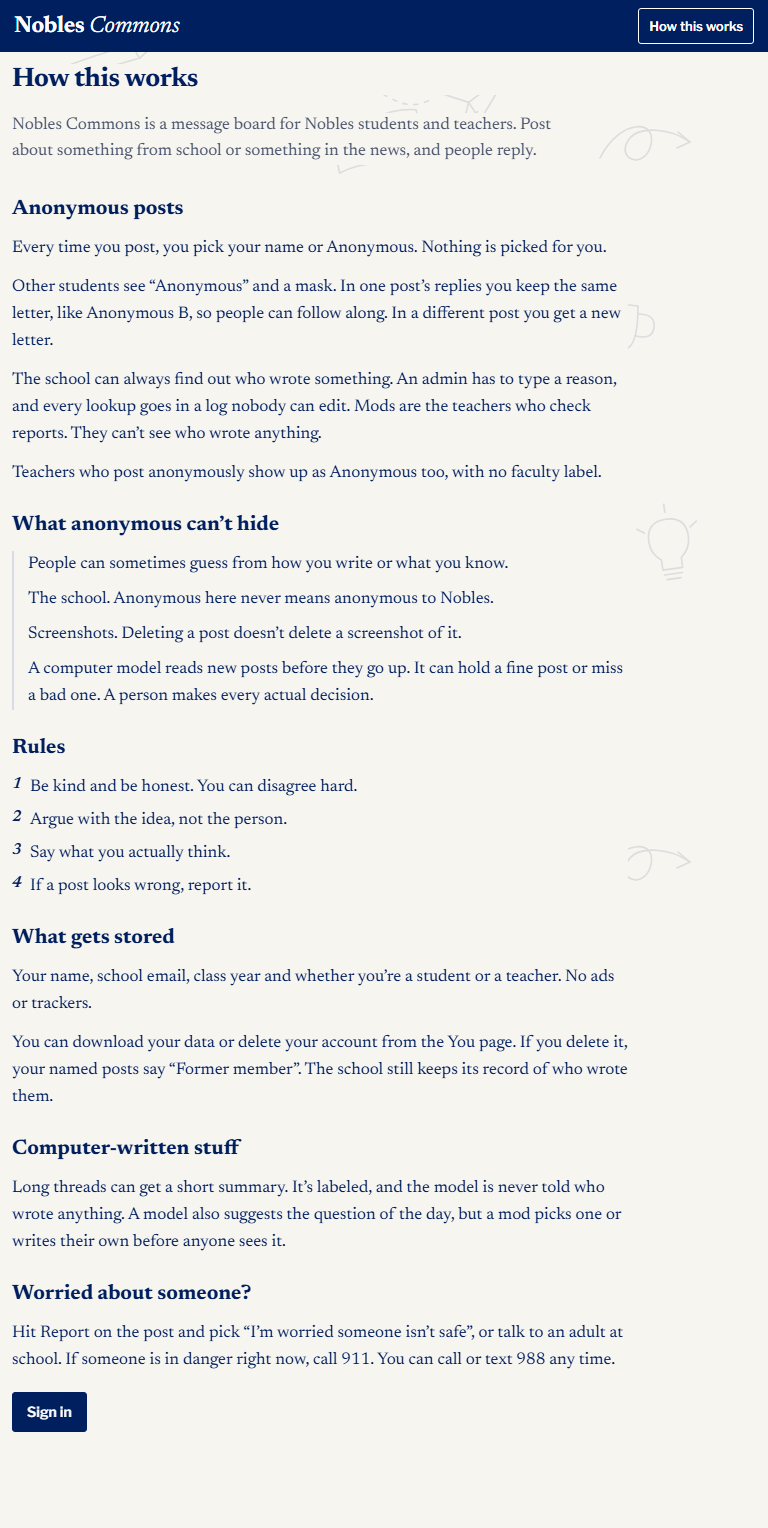 Nobles Commons
How this works
How this works
Nobles Commons is a message board for Nobles students and teachers. Post
about something from school or something in the news, and people reply.
Anonymous posts
Every time you post, you pick your name or Anonymous. Nothing is picked for you.
Other students see “Anonymous” and a mask. In one post’s replies you keep the same
letter, like Anonymous B, so people can follow along. In a different post you get a new
letter.
The school can always find out who wrote something. An admin has to type a reason,
and every lookup goes in a log nobody can edit. Mods are the teachers who check
reports. They can’t see who wrote anything.
Teachers who post anonymously show up as Anonymous too, with no faculty label.
What anonymous can’t hide
People can sometimes guess from how you write or what you know.
The school. Anonymous here never means anonymous to Nobles.
Screenshots. Deleting a post doesn’t delete a screenshot of it.
A computer model reads new posts before they go up. It can hold a fine post or miss
a bad one. A person makes every actual decision.
Rules
1 Be kind and be honest. You can disagree hard.
2 Argue with the idea, not the person.
3 Say what you actually think.
4 If a post looks wrong, report it.
What gets stored
Your name, school email, class year and whether you’re a student or a teacher. No ads
or trackers.
You can download your data or delete your account from the You page. If you delete it,
your named posts say “Former member”. The school still keeps its record of who wrote
them.
Computer-written stuff
Long threads can get a short summary. It’s labeled, and the model is never told who
wrote anything. A model also suggests the question of the day, but a mod picks one or
writes their own before anyone sees it.
Worried about someone?
Hit Report on the post and pick “I’m worried someone isn’t safe”, or talk to an adult at
school. If someone is in danger right now, call 911. You can call or text 988 any time.
Sign in